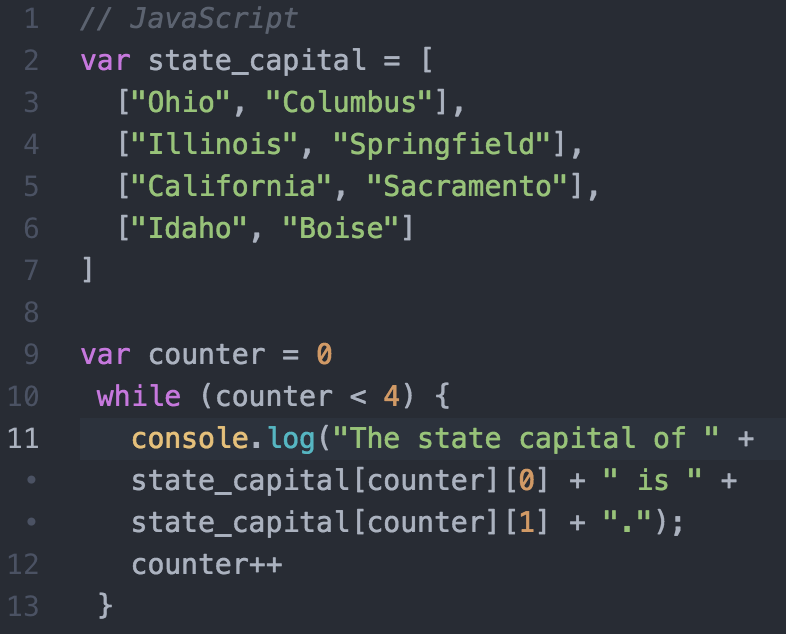 1 // JavaScript
2 var state_capital = [
3 ["Ohio", "Columbus"],
4 ["Illinois", "Springfield"],
5 ["California", "Sacramento"],
6 ["Idaho", "Boise"]
7 ]
8
9 var counter = 0
10 while (counter < 4) {
11 console.log("The state capital of " +
• state_capital[counter][0] + " is " +
• state_capital[counter][1] + ".");
12 counter++
13 }